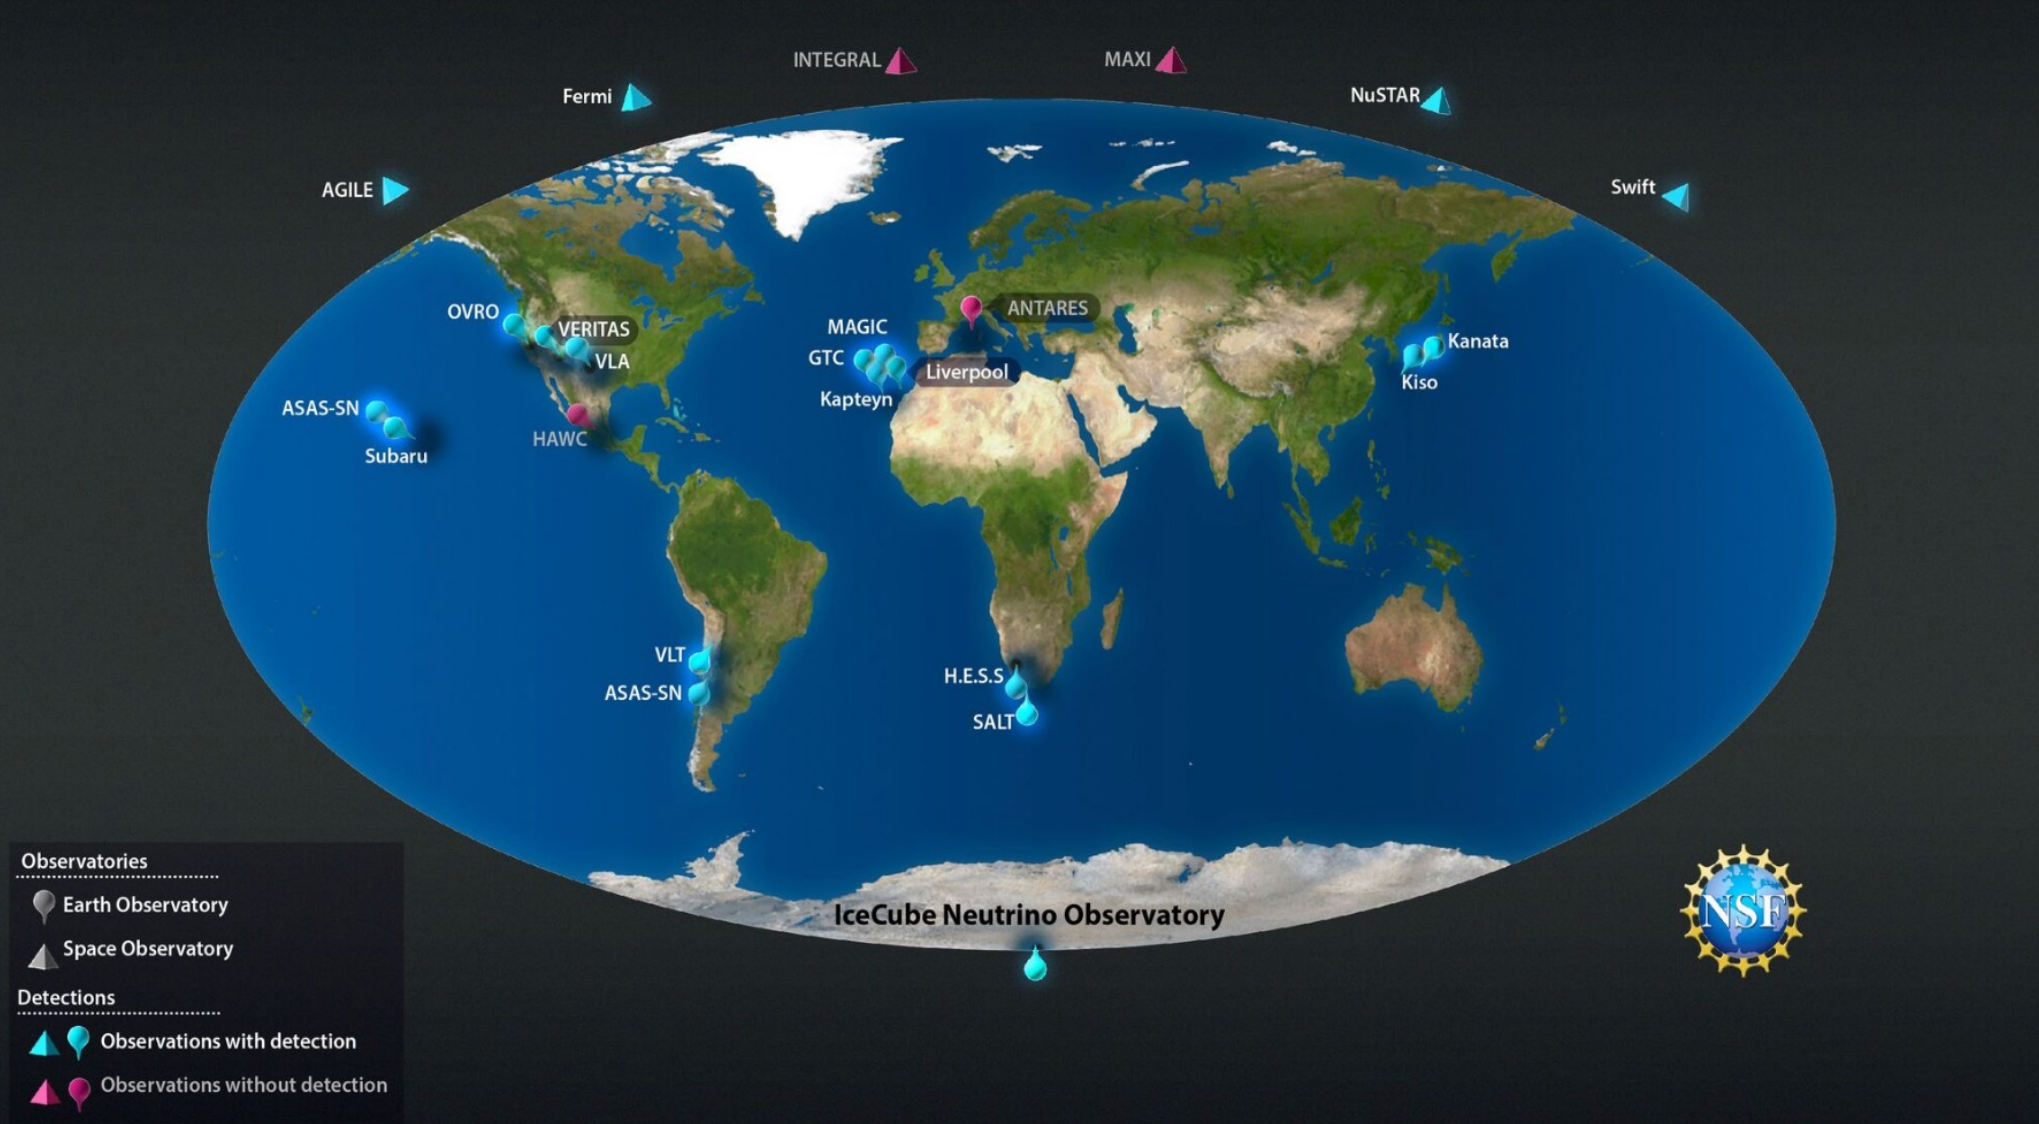 INTEGRAL
MAXI
Fermi
NuSTAR
AGILE
Swift
OVRO
VERITAS
VLA
ANTARES
MAGIC
GTC
Liverpool
Kapteyn
Kanata
Kiso
ASAS-SN
Subaru
HAWC
VLT
ASAS-SN
H.E.S.S
SALT
IceCube Neutrino Observatory
NSF
Observatories
Earth Observatory
Space Observatory
Detections
Observations with detection
Observations without detection